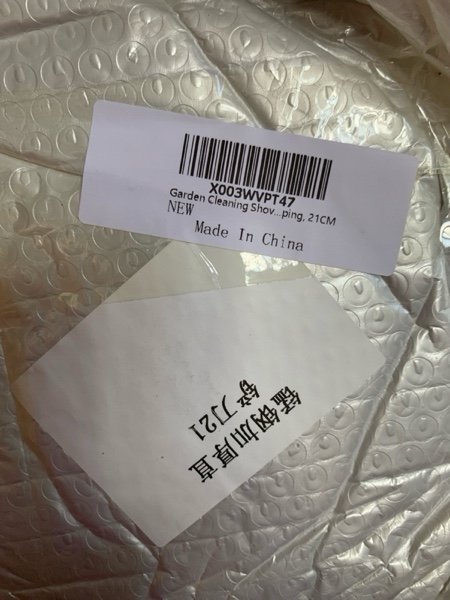 X003WVPT47
Garden Cleaning Shov...ping, 21CM
NEW
Made In China
锰钢加厚直
铲刀21